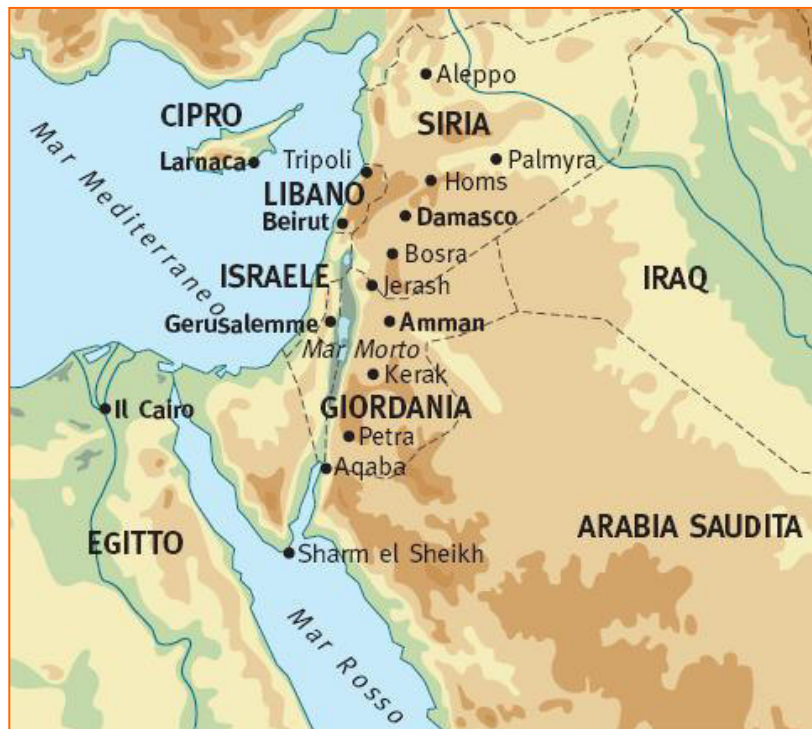 Aleppo
CIPRO
SIRIA
Mar Mediterraneo
Larnaca
Tripoli
Palmyra
Homs
LIBANO
Beirut
Damasco
Bosra
ISRAELE
Jerash
IRAQ
Gerusalemme
Amman
Mar Morto
Kerak
Il Cairo
GIORDANIA
Petra
Aqaba
EGITTO
ARABIA SAUDITA
Sharm el Sheikh
Mar Rosso